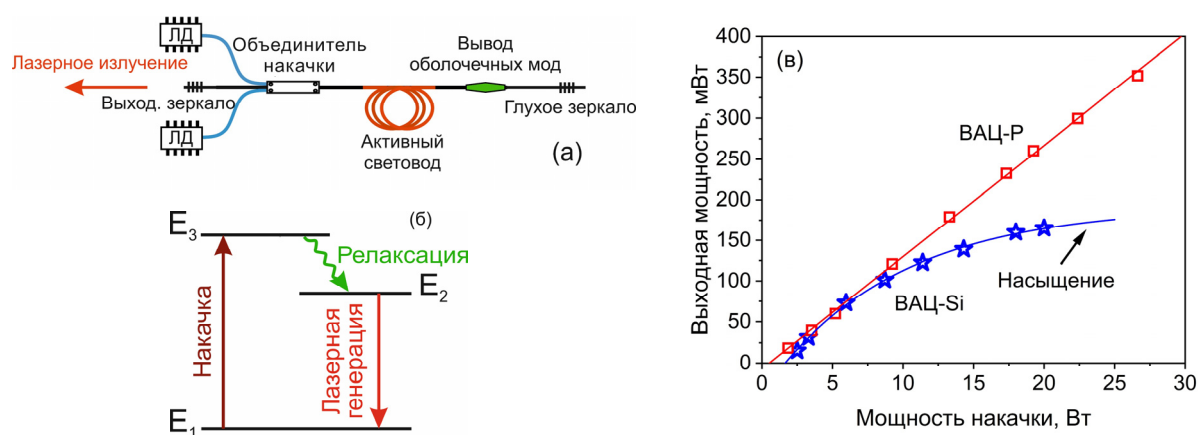 ЛД
Объединитель
накачки
Вывод
оболочечных мод
Лазерное излучение
Выход. зеркало
Глухое зеркало
ЛД
Активный
световод
(а)
(б)
E3
Релаксация
E2
Накачка
Лазерная
генерация
E1
(в)
Выходная мощность, мВт
400
350
300
250
200
150
100
50
0
ВАЦ-P
ВАЦ-Si
Насыщение
0 5 10 15 20 25 30
Мощность накачки, Вт